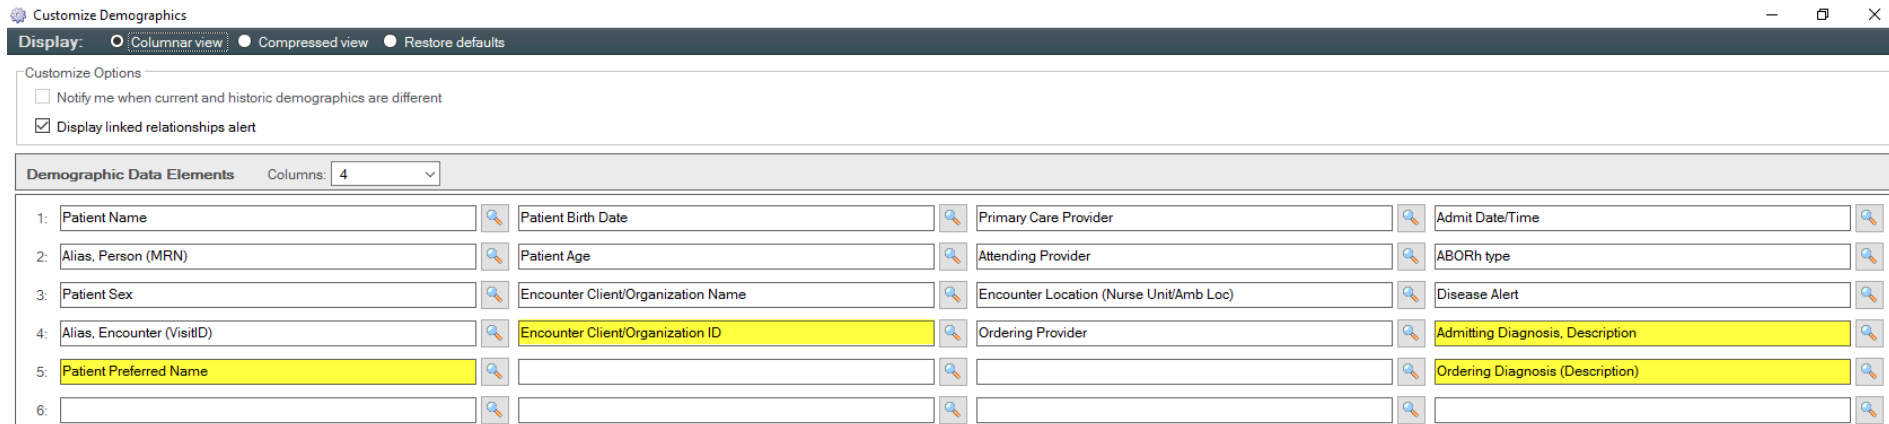 Customize Demographics
Display: Columnar view Compressed view Restore defaults
Customize Options
Notify me when current and historic demographics are different
Display linked relationships alert
Demographic Data Elements Columns: 4
1: Patient Name Patient Birth Date Primary Care Provider Admit Date/Time
2: Alias, Person (MRN) Patient Age Attending Provider ABORh type
3: Patient Sex Encounter Client/Organization Name Encounter Location (Nurse Unit/Amb Loc) Disease Alert
4: Alias, Encounter (VisitID) Encounter Client/Organization ID Ordering Provider Admitting Diagnosis, Description
5: Patient Preferred Name Ordering Diagnosis (Description)
6: